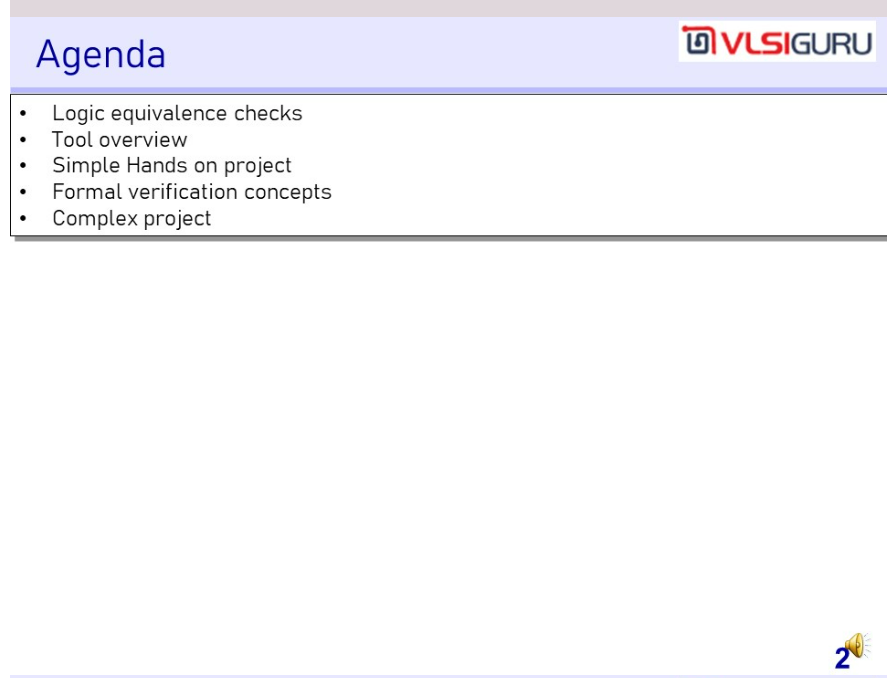 Agenda
VLSIGURU
• Logic equivalence checks
• Tool overview
• Simple Hands on project
• Formal verification concepts
• Complex project
2